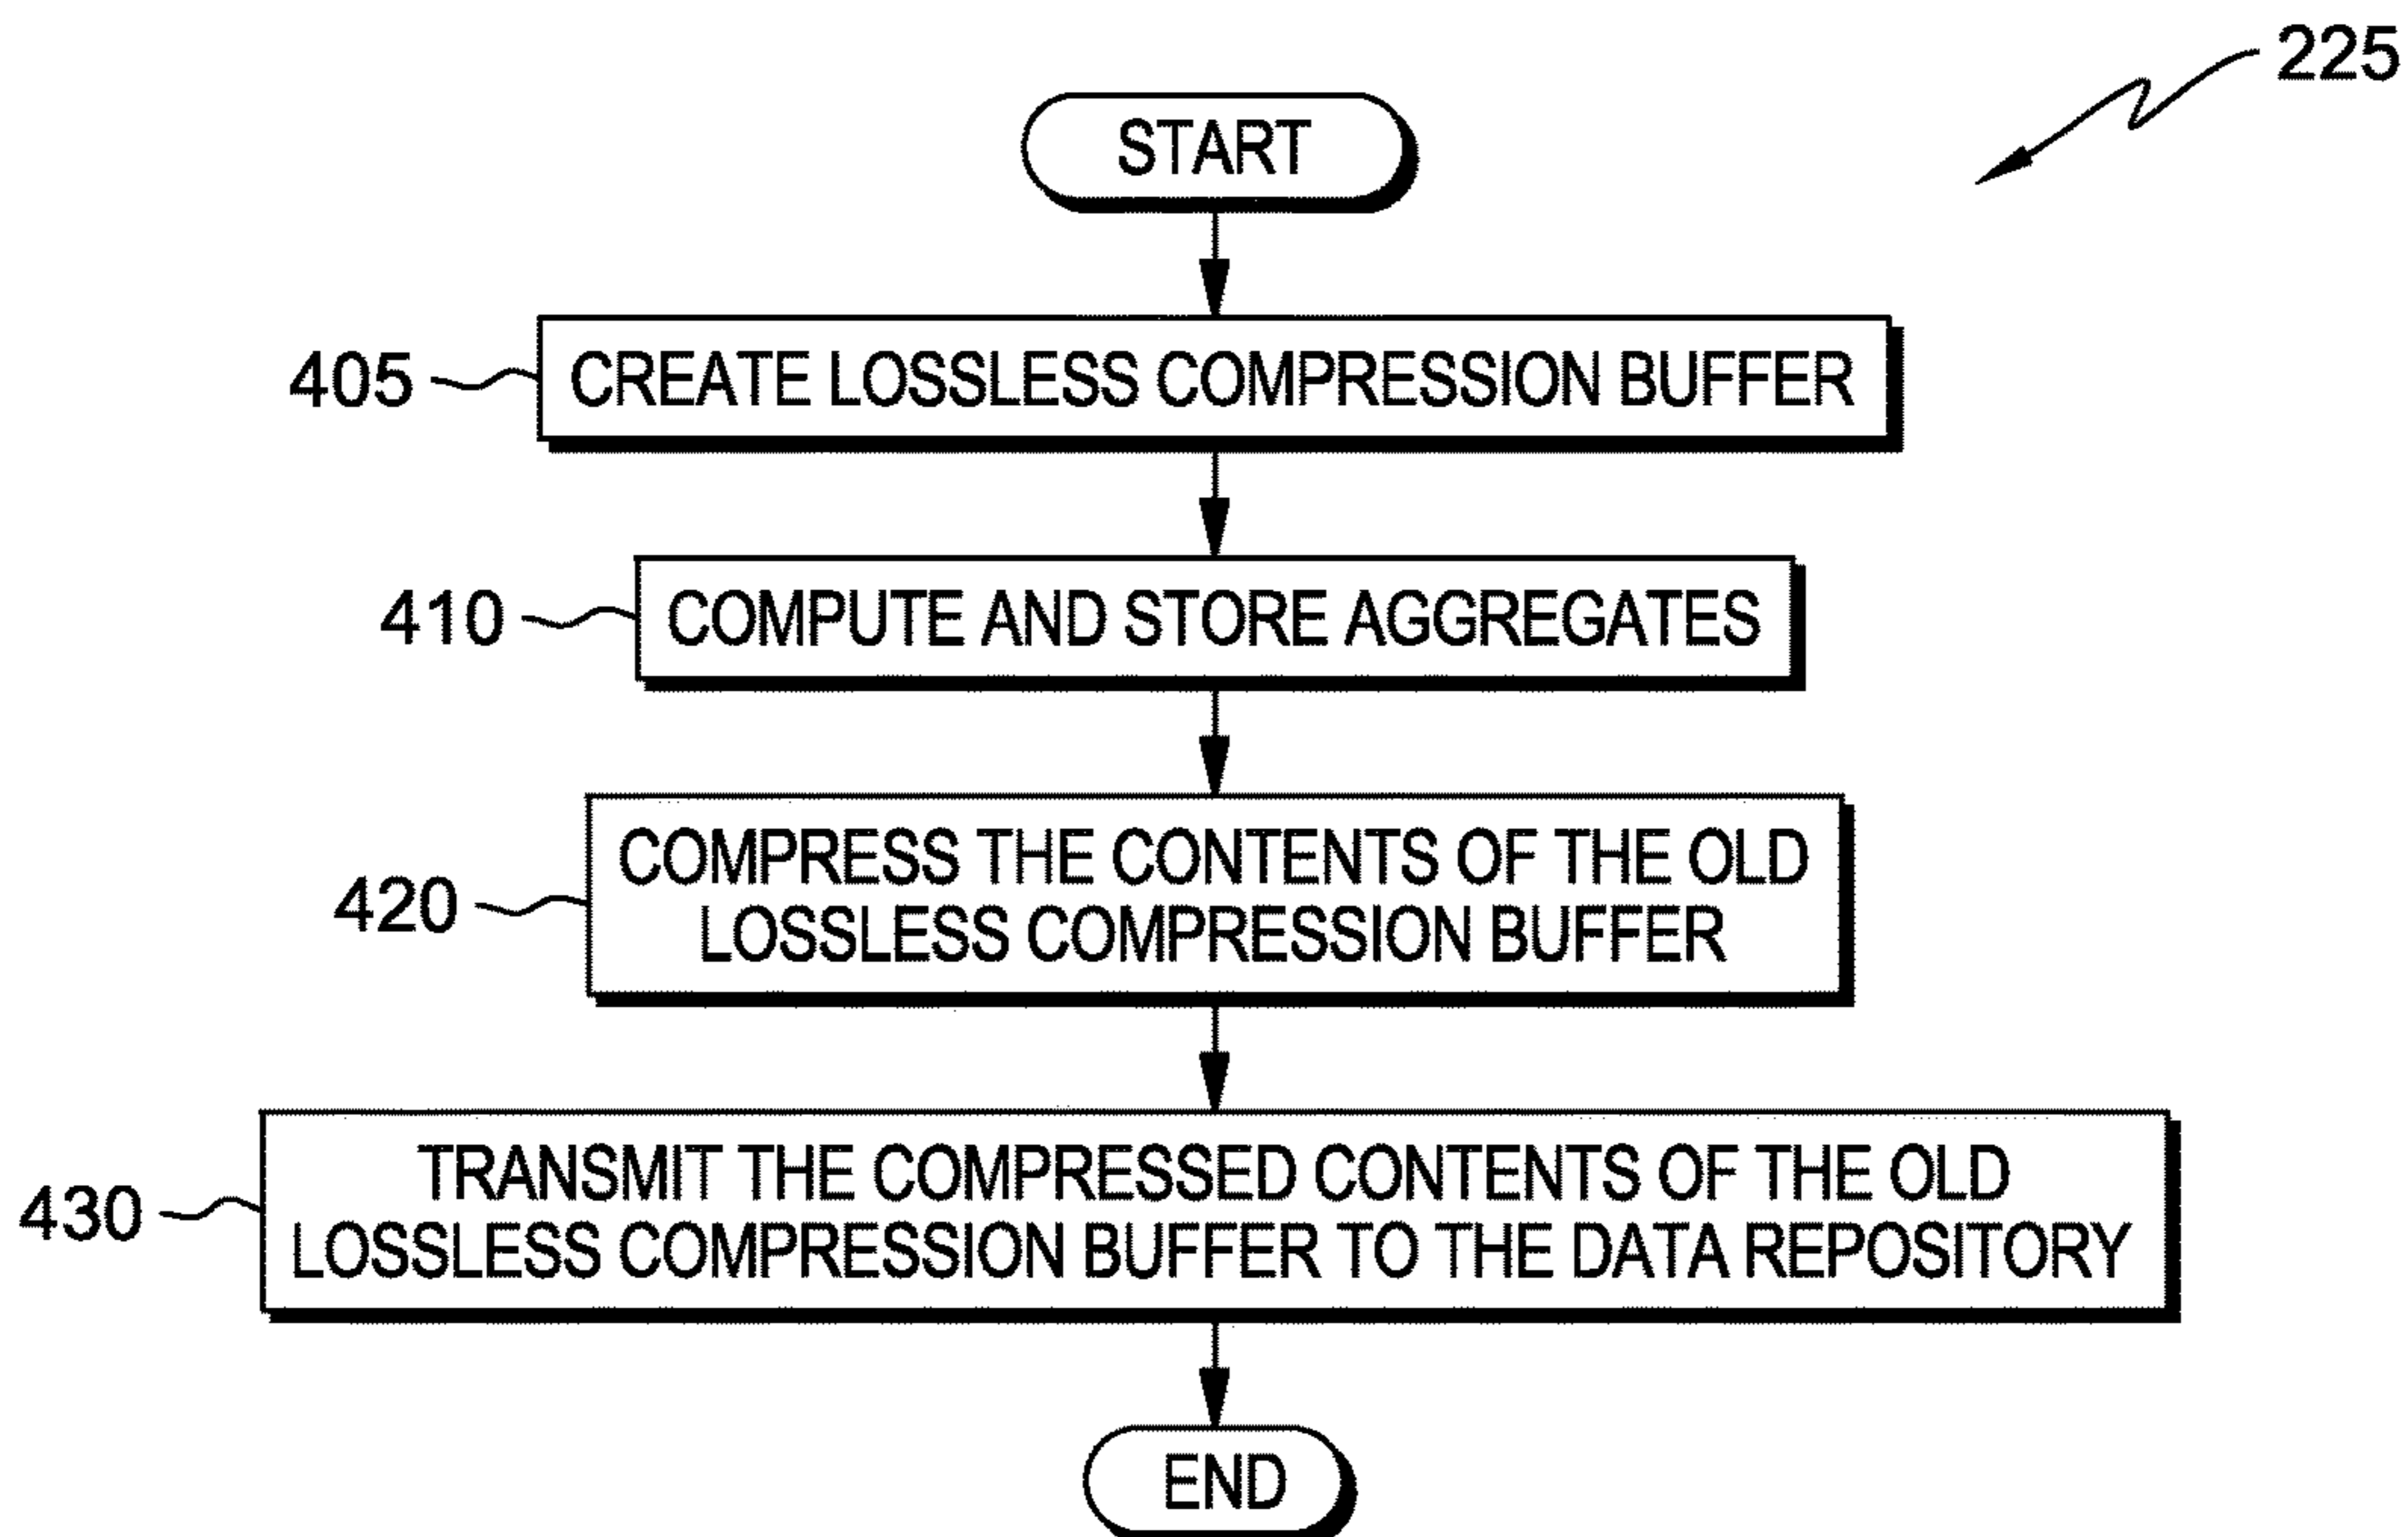 225
START
405 CREATE LOSSLESS COMPRESSION BUFFER
410 COMPUTE AND STORE AGGREGATES
COMPRESS THE CONTENTS OF THE OLD
420
LOSSLESS COMPRESSION BUFFER
TRANSMIT THE COMPRESSED CONTENTS OF THE OLD
430
LOSSLESS COMPRESSION BUFFER TO THE DATA REPOSITORY
END